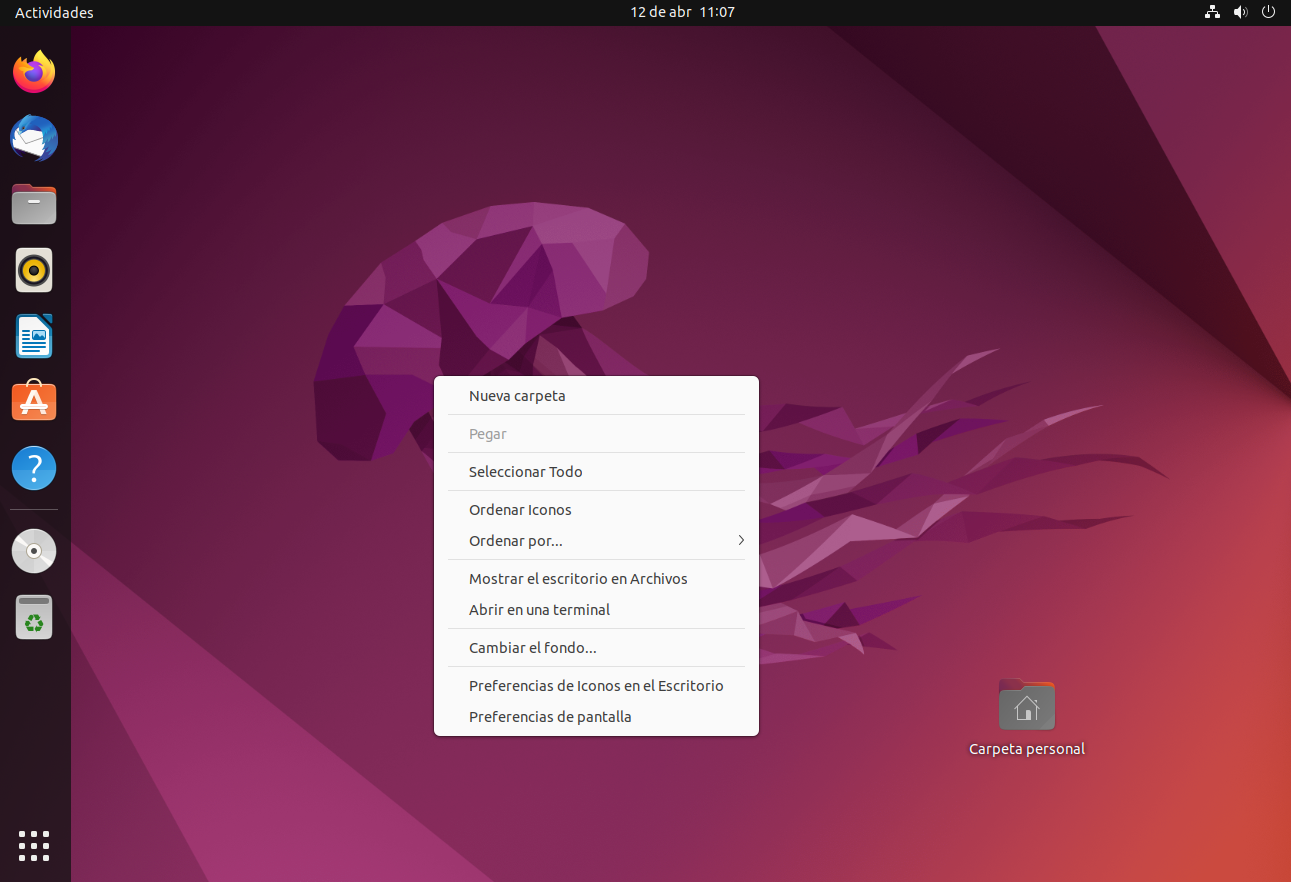 Actividades
12 de abr 11:07
Nueva carpeta
Pegar
Seleccionar Todo
Ordenar Iconos
Ordenar por...
Mostrar el escritorio en Archivos
Abrir en una terminal
Cambiar el fondo...
Preferencias de Iconos en el Escritorio
Preferencias de pantalla
Carpeta personal